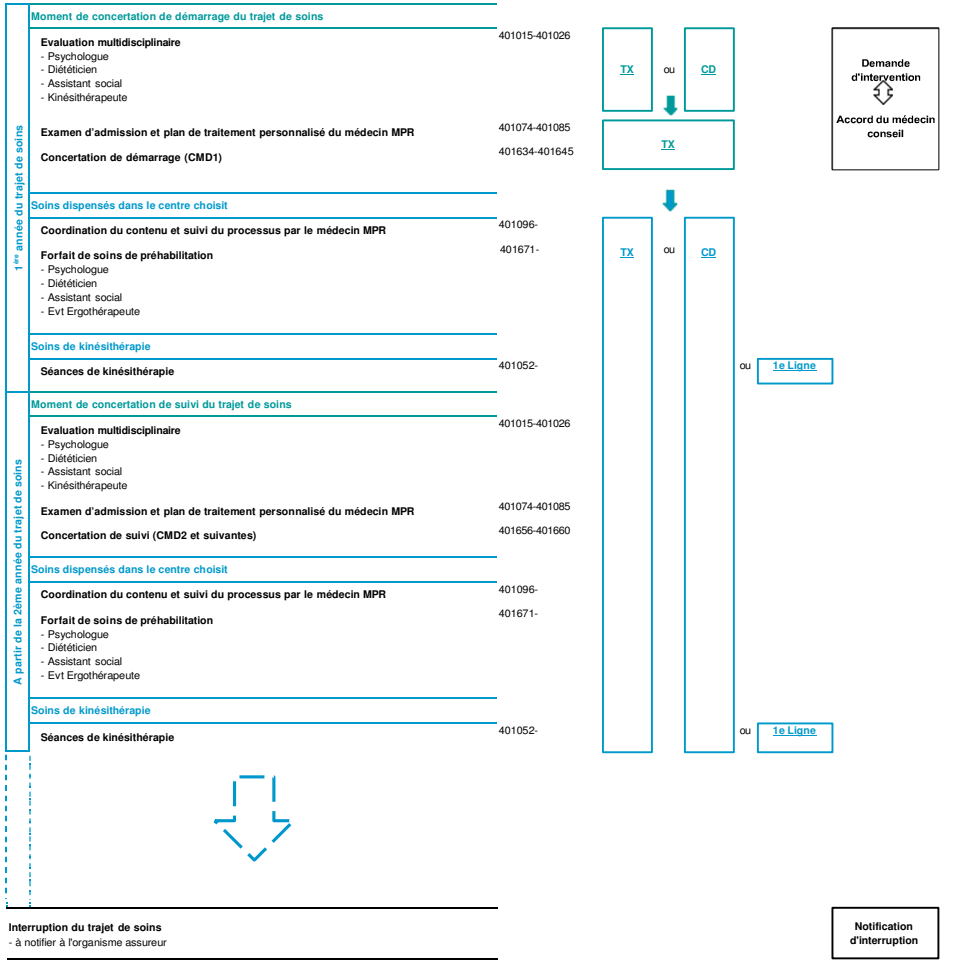 1ère année du trajet de soins
Moment de concertation de démarrage du trajet de soins
Evaluation multidisciplinaire
- Psychologue
- Diététicien
- Assistant social
- Kinésithérapeute
401015-401026
TX
ou
CD
Demande
d'intervention
Accord du médecin
conseil
Examen d'admission et plan de traitement personnalisé du médecin MPR
401074-401085
Concertation de démarrage (CMD1)
401634-401645
TX
Soins dispensés dans le centre choisit
Coordination du contenu et suivi du processus par le médecin MPR
401096-
Forfait de soins de préhabilitation
401671-
- Psychologue
- Diététicien
- Assistant social
- Evt Ergothérapeute
TX
ou
CD
Soins de kinésithérapie
Séances de kinésithérapie
401052-
ou
1e Ligne
A partir de la 2ème année du trajet de soins
Moment de concertation de suivi du trajet de soins
Evaluation multidisciplinaire
401015-401026
- Psychologue
- Diététicien
- Assistant social
- Kinésithérapeute
Examen d'admission et plan de traitement personnalisé du médecin MPR
401074-401085
Concertation de suivi (CMD2 et suivantes)
401656-401660
Soins dispensés dans le centre choisit
Coordination du contenu et suivi du processus par le médecin MPR
401096-
Forfait de soins de préhabilitation
401671-
- Psychologue
- Diététicien
- Assistant social
- Evt Ergothérapeute
Soins de kinésithérapie
Séances de kinésithérapie
401052-
ou
1e Ligne
Interruption du trajet de soins
- à notifier à l'organisme assureur
Notification
d'interruption